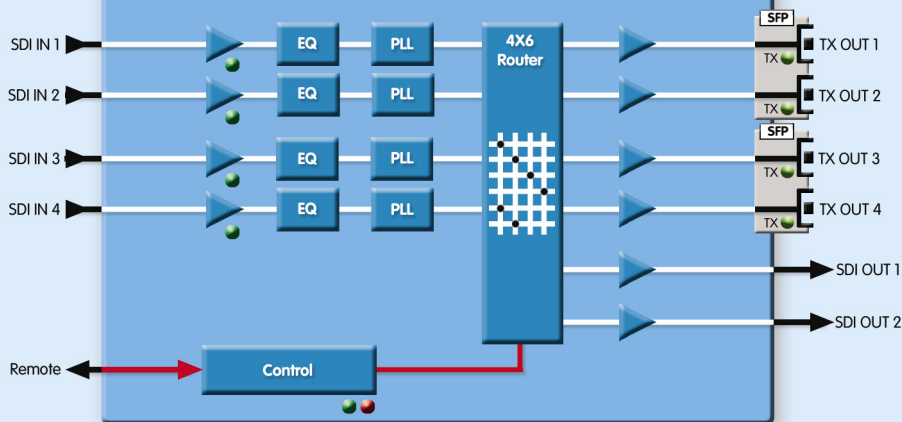 SFP
SDI IN 1
EQ
PLL
4X6
Router
TX OUT 1
TX
SDI IN 2
EQ
PLL
TX OUT 2
TX
SFP
SDI IN 3
EQ
PLL
TX OUT 3
TX
SDI IN 4
EQ
PLL
TX OUT 4
TX
SDI OUT 1
SDI OUT 2
Remote
Control